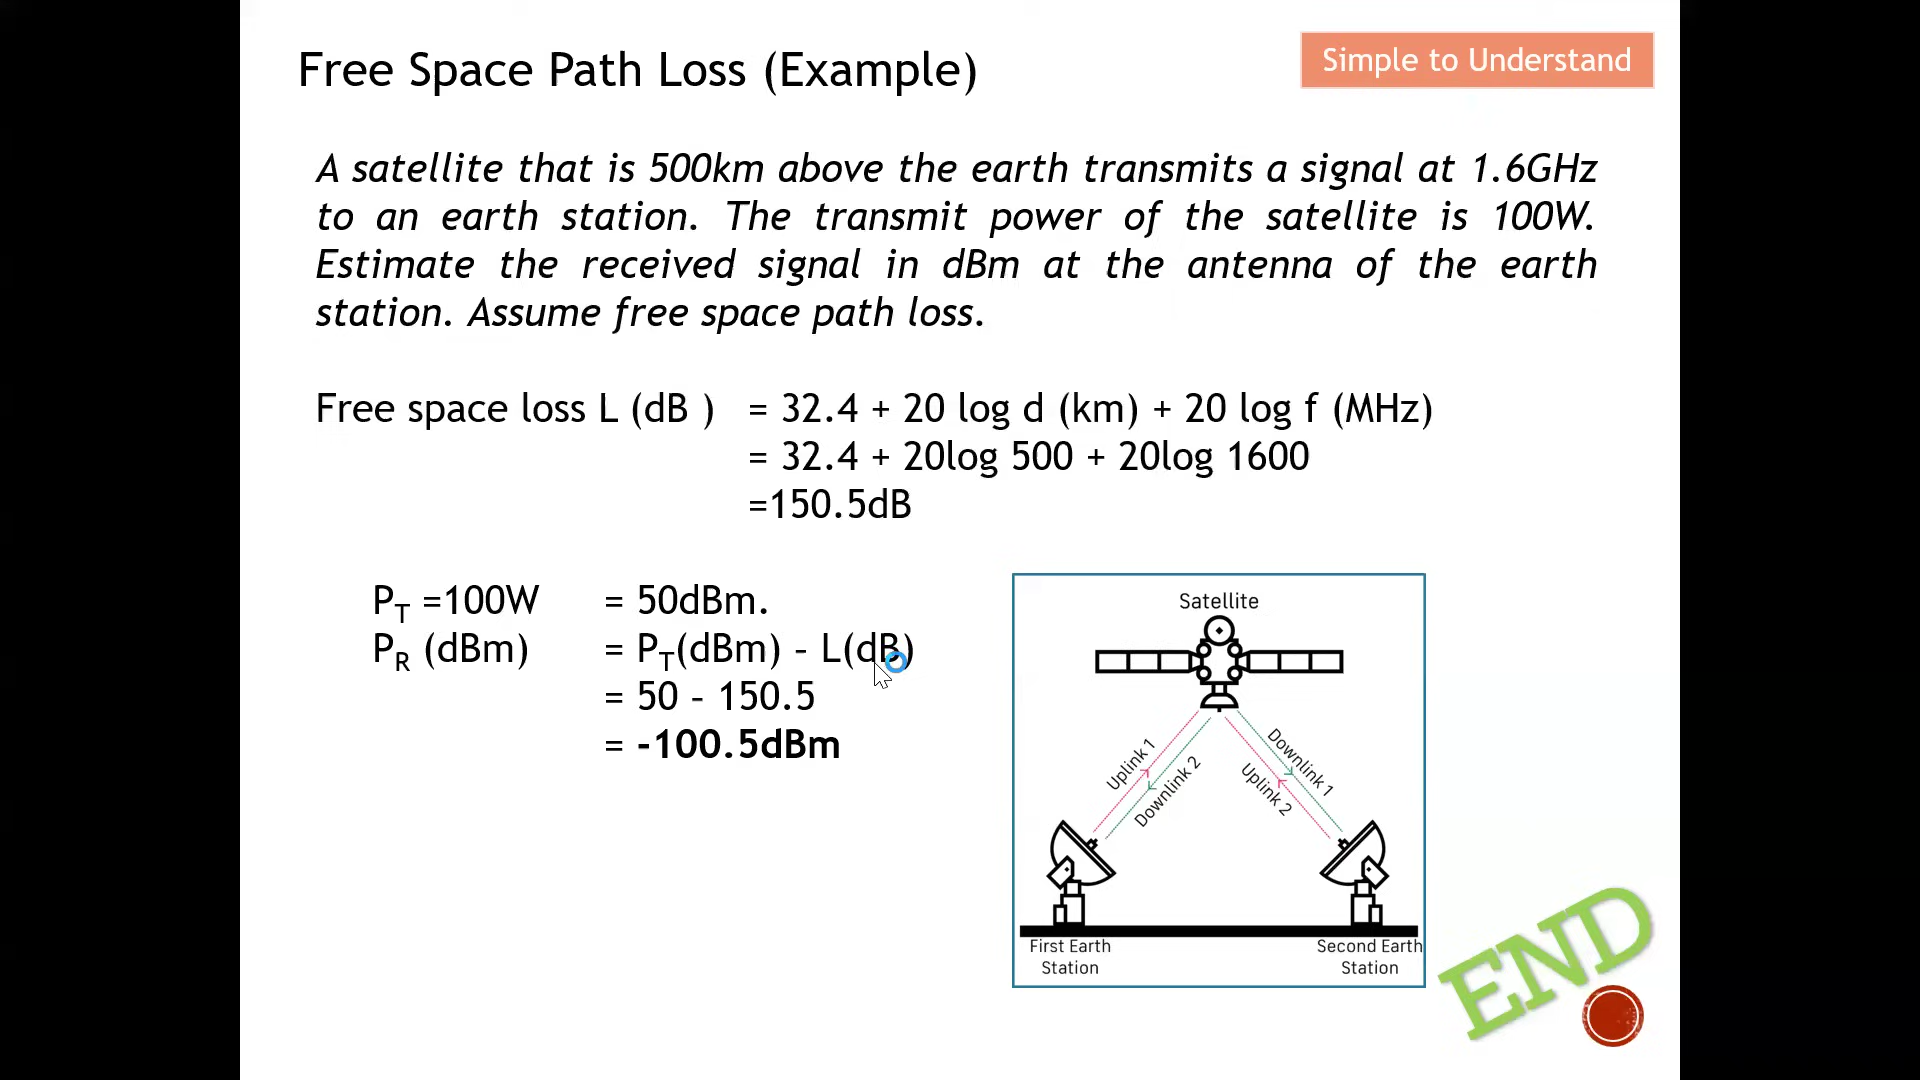 Free Space Path Loss (Example)
Simple to Understand
A satellite that is 500km above the earth transmits a signal at 1.6GHz
to an earth station. The transmit power of the satellite is 100W.
Estimate the received signal in dBm at the antenna of the earth
station. Assume free space path loss.
Free space loss L (dB ) = 32.4 + 20 log d (km) + 20 log f (MHz)
= 32.4 + 20log 500 + 20log 1600
=150.5dB
PT =100W = 50dBm.
PR (dBm) = PT(dBm) – L(dB)
= 50 – 150.5
= -100.5dBm
Satellite
Uplink 1
Downlink 2
Uplink 2
Downlink 1
First Earth
Station
Second Earth
Station
END